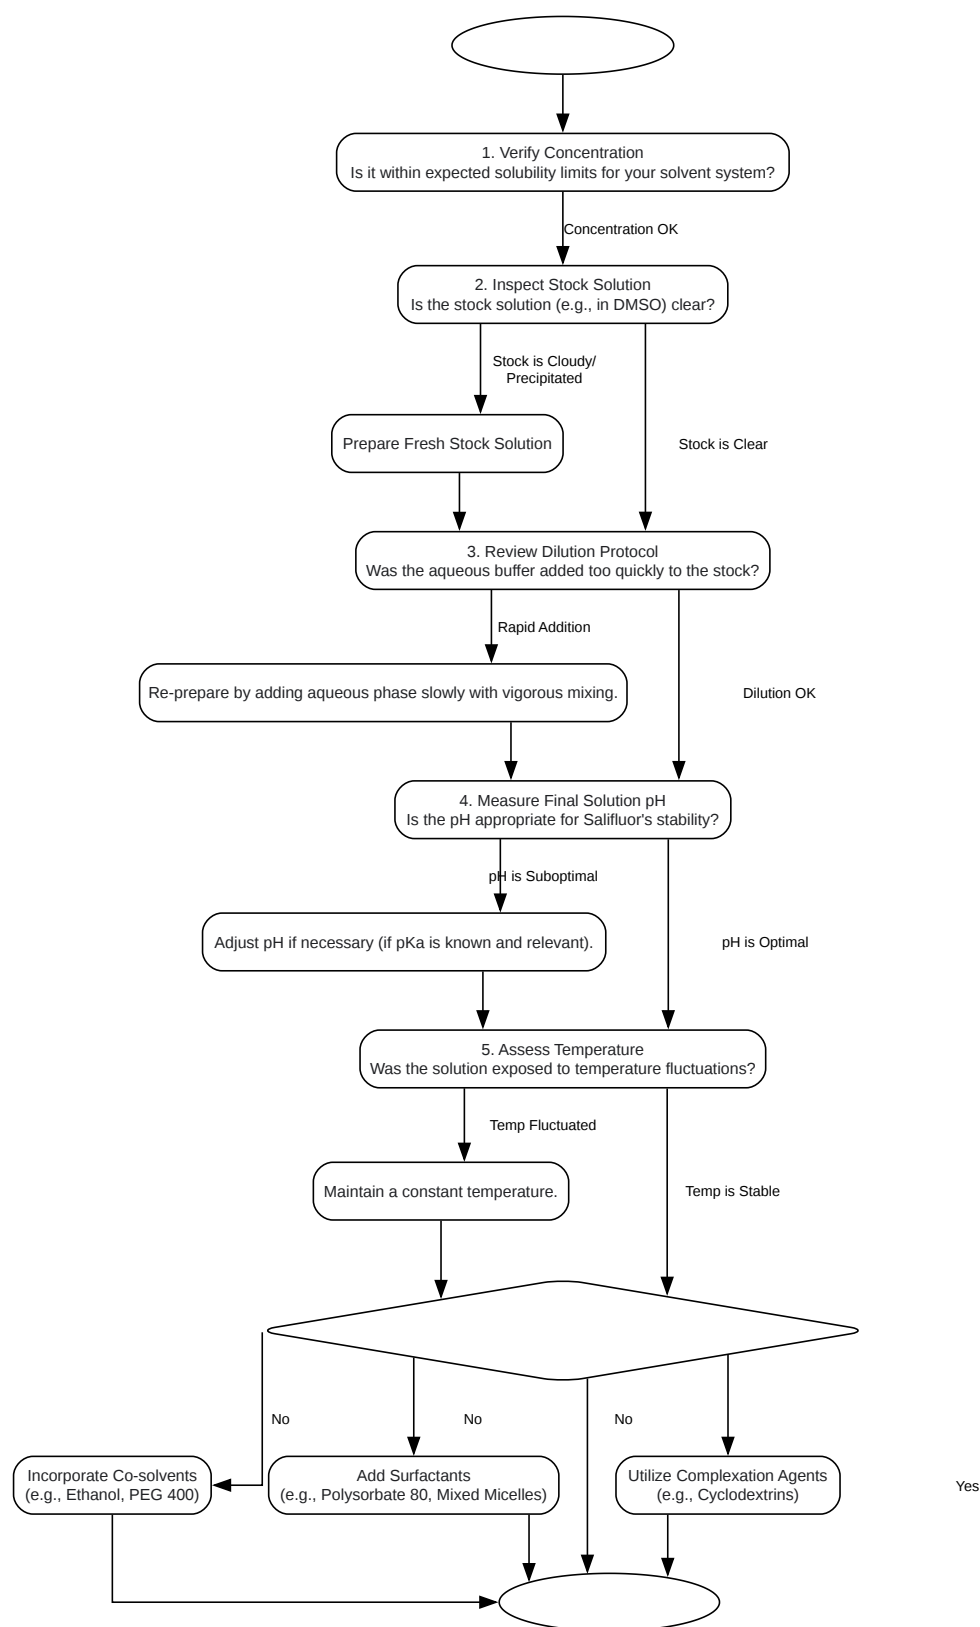 1. Verify Concentration
Is it within expected solubility limits for your solvent system?
Concentration OK
2. Inspect Stock Solution
Is the stock solution (e.g., in DMSO) clear?
Stock is Cloudy/
Precipitated
Prepare Fresh Stock Solution
Stock is Clear
3. Review Dilution Protocol
Was the aqueous buffer added too quickly to the stock?
Rapid Addition
Re-prepare by adding aqueous phase slowly with vigorous mixing.
Dilution OK
4. Measure Final Solution pH
Is the pH appropriate for Salifluor's stability?
pH is Suboptimal
Adjust pH if necessary (if pKa is known and relevant).
pH is Optimal
5. Assess Temperature
Was the solution exposed to temperature fluctuations?
Temp Fluctuated
Maintain a constant temperature.
Temp is Stable
No
No
No
Incorporate Co-solvents
(e.g., Ethanol, PEG 400)
Add Surfactants
(e.g., Polysorbate 80, Mixed Micelles)
Utilize Complexation Agents
(e.g., Cyclodextrins)
Yes